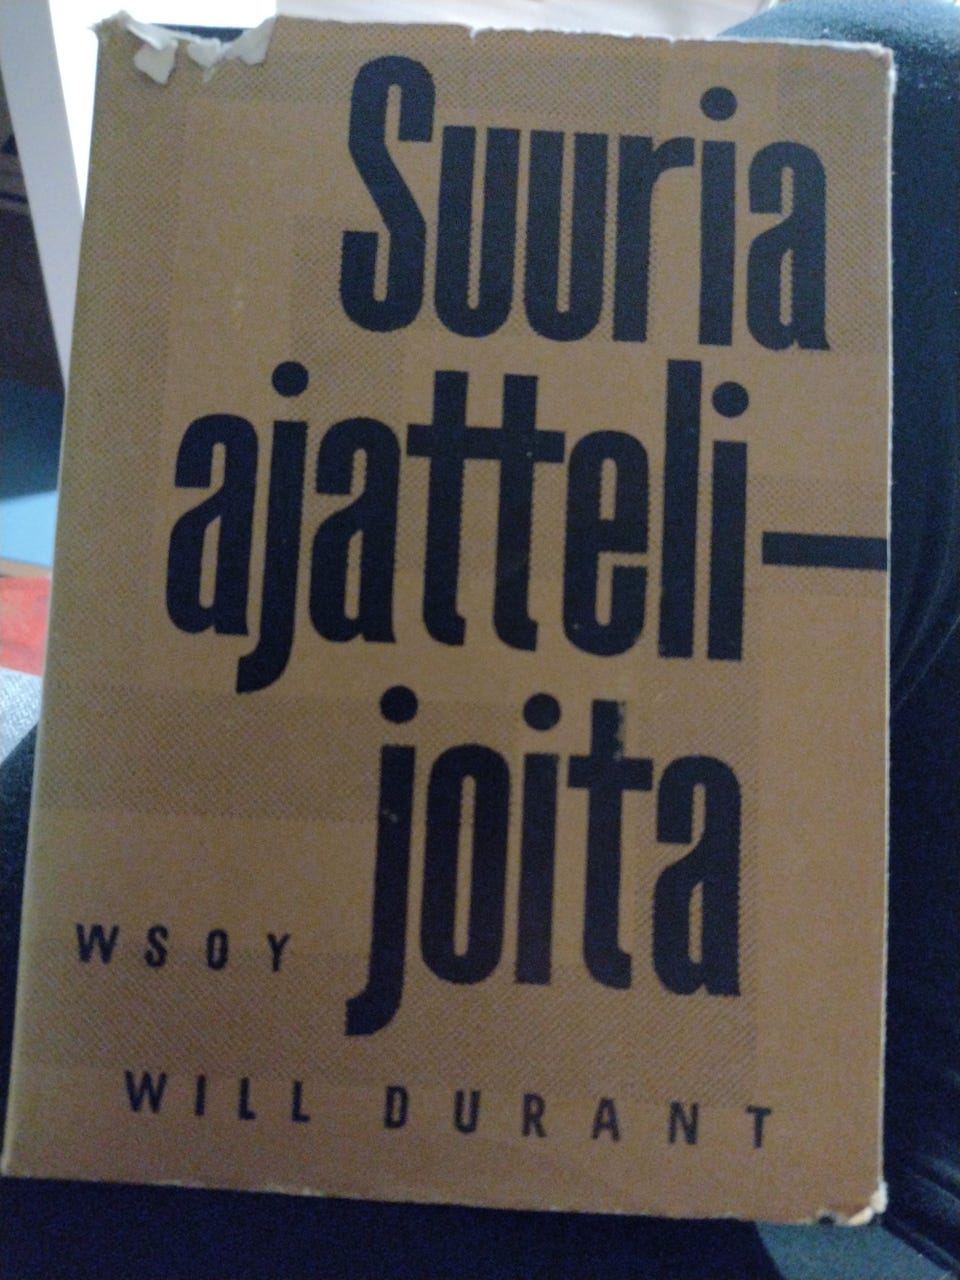 Suuria
ajatteli-
joita
WSOY
WILL DURANT